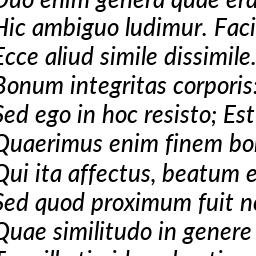 Duo enim genera quae era
Hic ambiguo ludimur. Faci
Ecce aliud simile dissimile.
Bonum integritas corporis:
Sed ego in hoc resisto; Est
Quaerimus enim finem bo
Qui ita affectus, beatum e
Sed quod proximum fuit n
Quae similitudo in genere